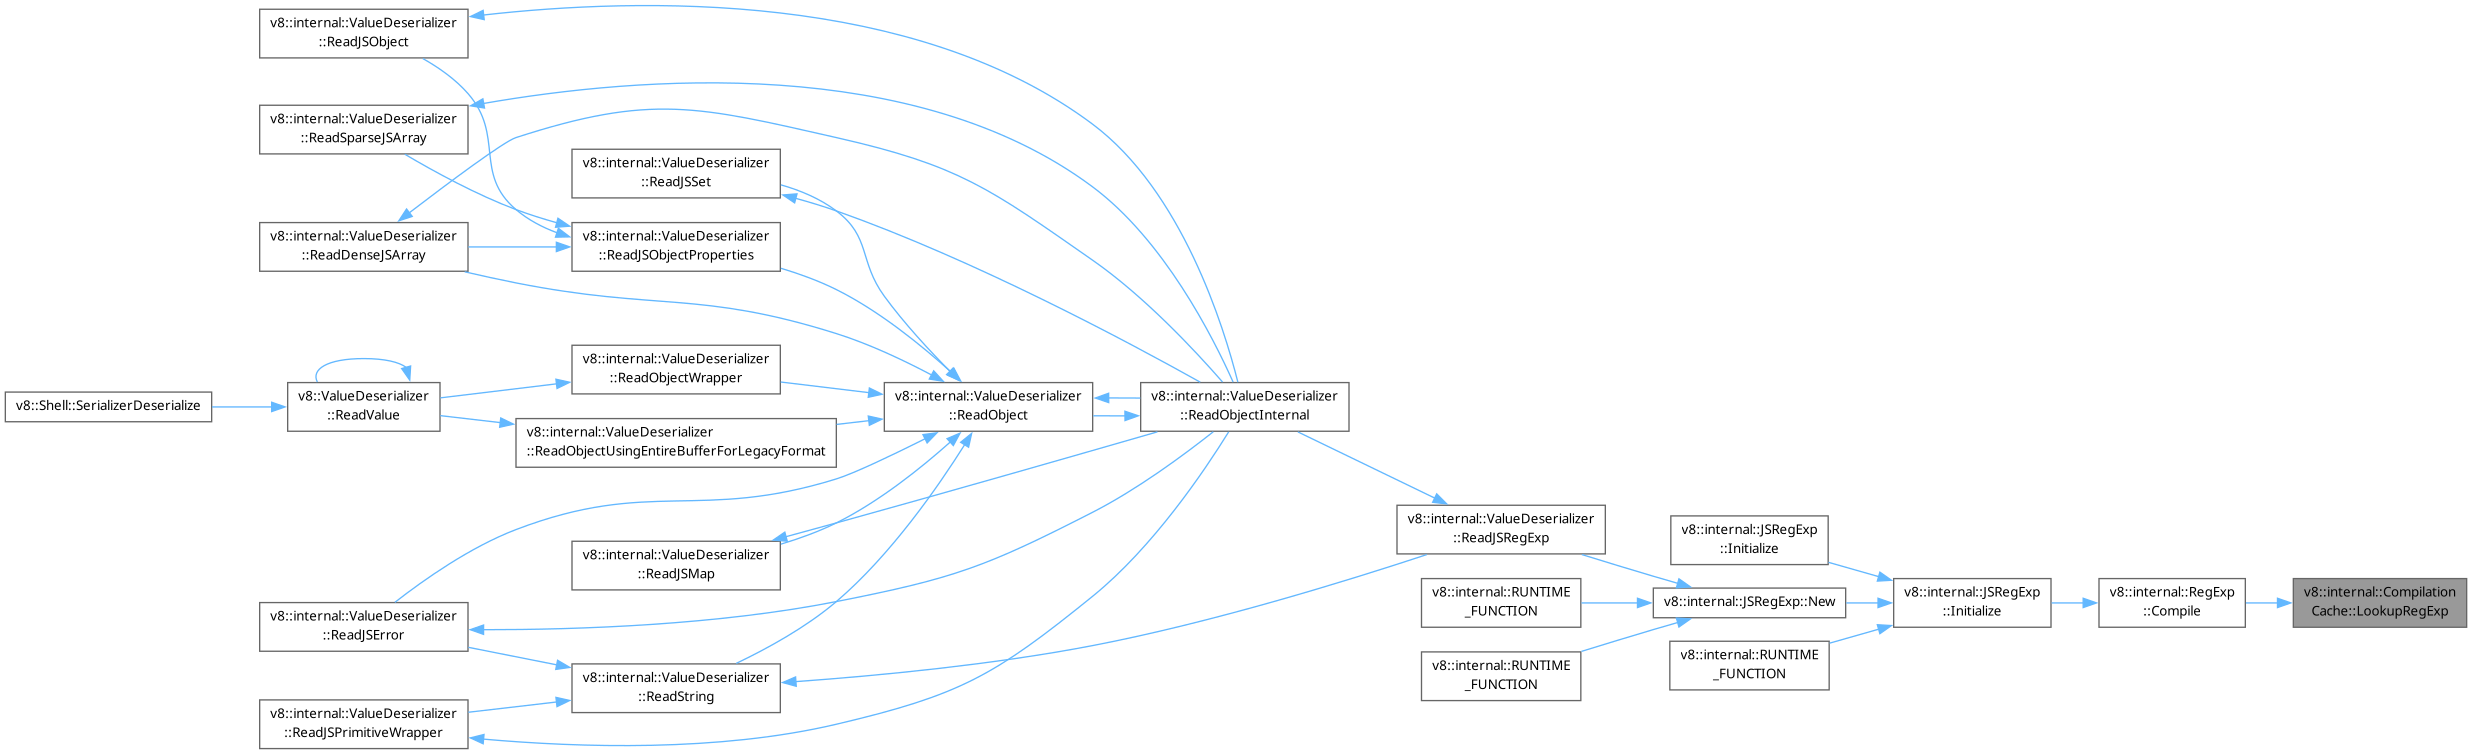 v8::internal::ValueDeserializer
::ReadJSObject
v8::internal::ValueDeserializer
::ReadSparseJSArray
v8::internal::ValueDeserializer
::ReadJSSet
v8::internal::ValueDeserializer
::ReadDenseJSArray
v8::internal::ValueDeserializer
::ReadJSObjectProperties
v8::internal::ValueDeserializer
::ReadObjectWrapper
v8::Shell::SerializerDeserialize
v8::ValueDeserializer
::ReadValue
v8::internal::ValueDeserializer
::ReadObject
v8::internal::ValueDeserializer
::ReadObjectInternal
v8::internal::ValueDeserializer
::ReadObjectUsingEntireBufferForLegacyFormat
v8::internal::ValueDeserializer
::ReadJSRegExp
v8::internal::JSRegExp
::Initialize
v8::internal::ValueDeserializer
::ReadJSMap
v8::internal::RUNTIME
_FUNCTION
v8::internal::JSRegExp::New
v8::internal::JSRegExp
::Initialize
v8::internal::RegExp
::Compile
v8::internal::Compilation
Cache::LookupRegExp
v8::internal::ValueDeserializer
::ReadJSError
v8::internal::RUNTIME
_FUNCTION
v8::internal::RUNTIME
_FUNCTION
v8::internal::ValueDeserializer
::ReadString
v8::internal::ValueDeserializer
::ReadJSPrimitiveWrapper